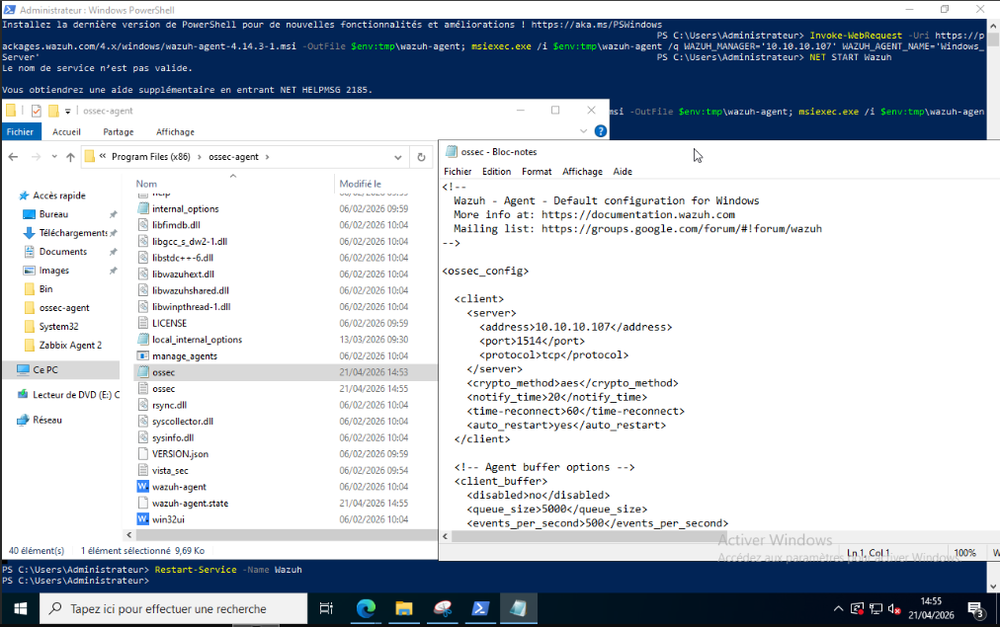 Administrateur : Windows PowerShell
Installez la dernière version de PowerShell pour de nouvelles fonctionnalités et améliorations ! https://aka.ms/PSWindows
PS C:\Users\Administrateur> Invoke-WebRequest -Uri https://p
ackages.wazuh.com/4.x/windows/wazuh-agent-4.14.3-1.msi -OutFile $env:tmp\wazuh-agent; msiexec.exe /i $env:tmp\wazuh-agent /q WAZUH_MANAGER='10.10.10.107' WAZUH_AGENT_NAME='Windows_
Server'
PS C:\Users\Administrateur> NET START Wazuh
Le nom de service n'est pas valide.
Vous obtiendrez une aide supplémentaire en entrant NET HELPMSG 2185.
msi -OutFile $env:tmp\wazuh-agent; msiexec.exe /i $env:tmp\wazuh-agen
ossec-agent
Fichier Accueil Partage Affichage
« Program Files (x86) › ossec-agent ›
Accès rapide
Bureau
Téléchargements
Documents
Images
Bin
ossec-agent
System32
Zabbix Agent 2
Ce PC
Lecteur de DVD (E:) C
Réseau
Nom Modifié le
help
internal_options 06/02/2026 09:59
libfimdb.dll 06/02/2026 10:04
libgcc_s_dw2-1.dll 06/02/2026 10:04
libstdc++-6.dll 06/02/2026 10:04
libwazuhext.dll 06/02/2026 10:04
libwazuhshared.dll 06/02/2026 10:04
libwinpthread-1.dll 06/02/2026 10:04
LICENSE 06/02/2026 09:59
local_internal_options 13/03/2026 09:30
manage_agents 06/02/2026 10:04
ossec 21/04/2026 14:53
ossec 21/04/2026 14:55
rsync.dll 06/02/2026 10:04
syscollector.dll 06/02/2026 10:04
sysinfo.dll 06/02/2026 10:04
VERSION.json 06/02/2026 09:59
vista_sec 06/02/2026 09:54
wazuh-agent 06/02/2026 10:04
wazuh-agent.state 21/04/2026 14:55
win32ui 06/02/2026 10:04
40 élément(s) 1 élément sélectionné 9,69 Ko
ossec - Bloc-notes
Fichier Edition Format Affichage Aide
<!--
Wazuh - Agent - Default configuration for Windows
More info at: https://documentation.wazuh.com
Mailing list: https://groups.google.com/forum/#!forum/wazuh
-->
<ossec_config>
<client>
<server>
<address>10.10.10.107</address>
<port>1514</port>
<protocol>tcp</protocol>
</server>
<crypto_method>aes</crypto_method>
<notify_time>20</notify_time>
<time-reconnect>60</time-reconnect>
<auto_restart>yes</auto_restart>
</client>
<!-- Agent buffer options -->
<client_buffer>
<disabled>no</disabled>
<queue_size>5000</queue_size>
<events_per_second>500</events_per_second>
Activer Windows
Accédez aux paramètres pour activer Windows.
Ln 1, Col 1 100% W
PS C:\Users\Administrateur> Restart-Service -Name Wazuh
PS C:\Users\Administrateur>
Tapez ici pour effectuer une recherche
14:55
21/04/2026
3